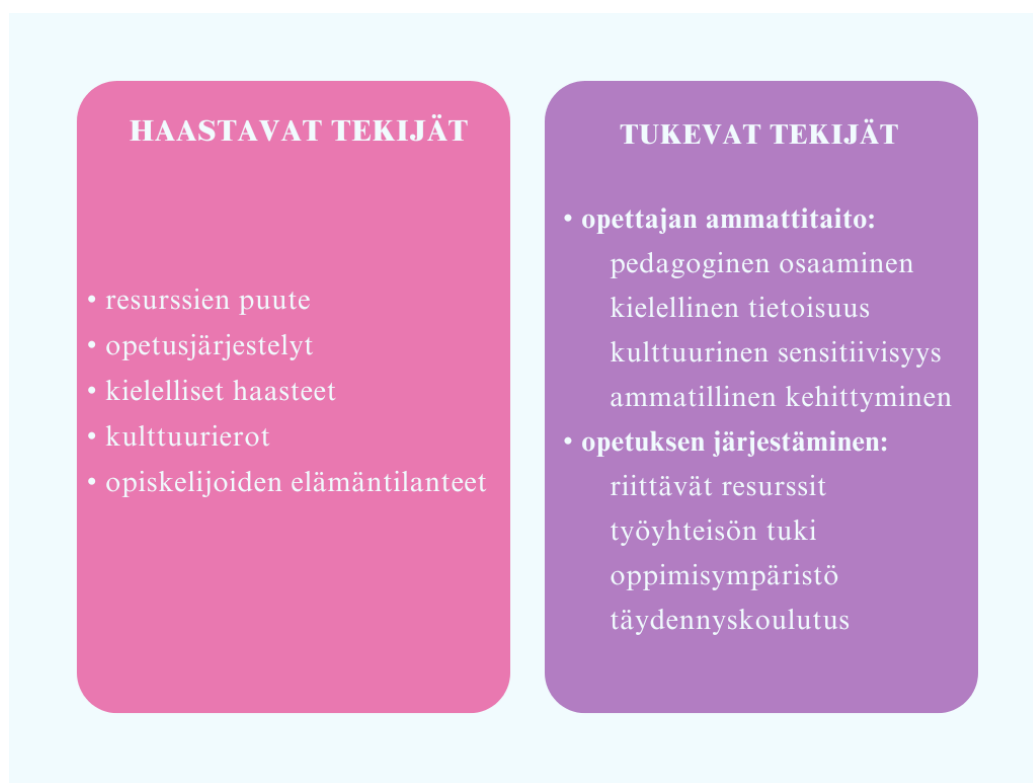 HAASTAVAT TEKIJÄT
• resurssien puute
• opetusjärjestelyt
• kielelliset haasteet
• kulttuurierot
• opiskelijoiden elämäntilanteet
TUKEVAT TEKIJÄT
• opettajan ammattitaito:
pedagoginen osaaminen
kielellinen tietoisuus
kulttuurinen sensitiivisyys
ammatillinen kehittyminen
• opetuksen järjestäminen:
riittävät resurssit
työyhteisön tuki
oppimisympäristö
täydennyskoulutus